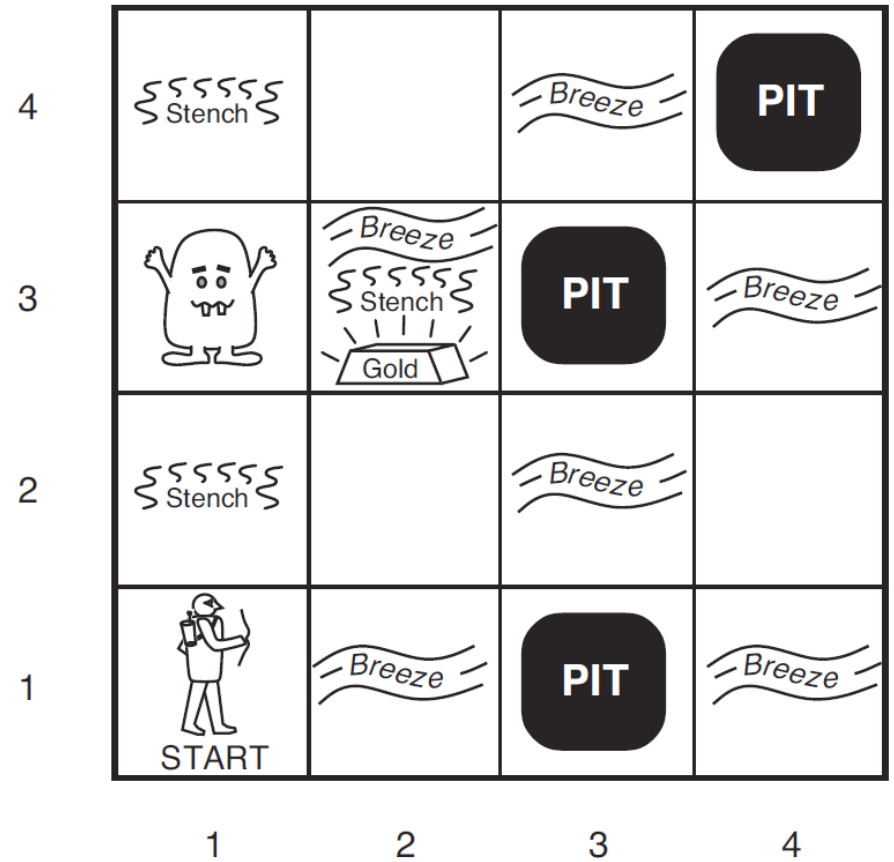 4
Stench
Breeze
PIT
3
Breeze
Stench
Gold
PIT
Breeze
2
Stench
Breeze
1
START
Breeze
PIT
Breeze
1 2 3 4